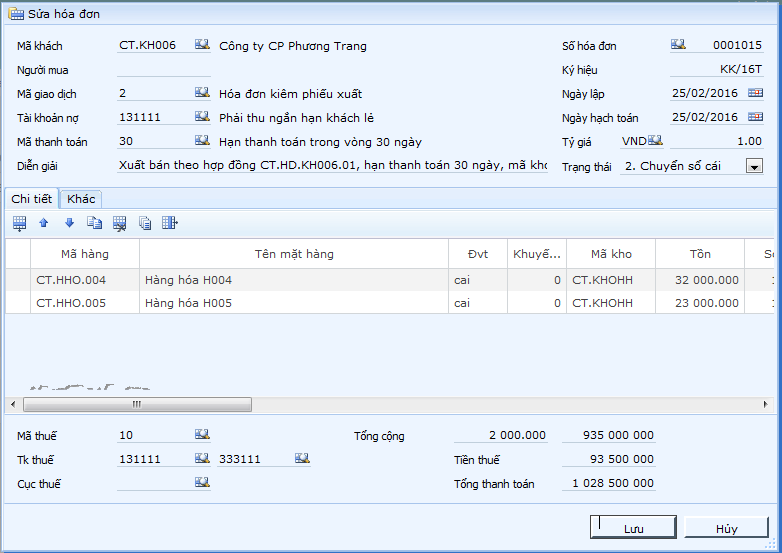 Sửa hóa đơn
Mã khách CT.KH006 Công ty CP Phương Trang Số hóa đơn 0001015
Người mua Ký hiệu KK/16T
Mã giao dịch 2 Hóa đơn kiêm phiếu xuất Ngày lập 25/02/2016
Tài khoản nợ 131111 Phải thu ngắn hạn khách lẻ Ngày hạch toán 25/02/2016
Mã thanh toán 30 Hạn thanh toán trong vòng 30 ngày Tỷ giá VND 1.00
Diễn giải Xuất bán theo hợp đồng CT.HD.KH006.01, hạn thanh toán 30 ngày, mã kho Trạng thái 2. Chuyển sổ cái
Chi tiết Khác
Mã hàng Tên mặt hàng Đvt Khuyế... Mã kho Tồn
CT.HHO.004 Hàng hóa H004 cai 0 CT.KHOHH 32 000.000
CT.HHO.005 Hàng hóa H005 cai 0 CT.KHOHH 23 000.000
Mã thuế 10 Tổng cộng 2 000.000 935 000 000
Tk thuế 131111 333111 Tiền thuế 93 500 000
Cục thuế Tổng thanh toán 1 028 500 000
Lưu Hủy